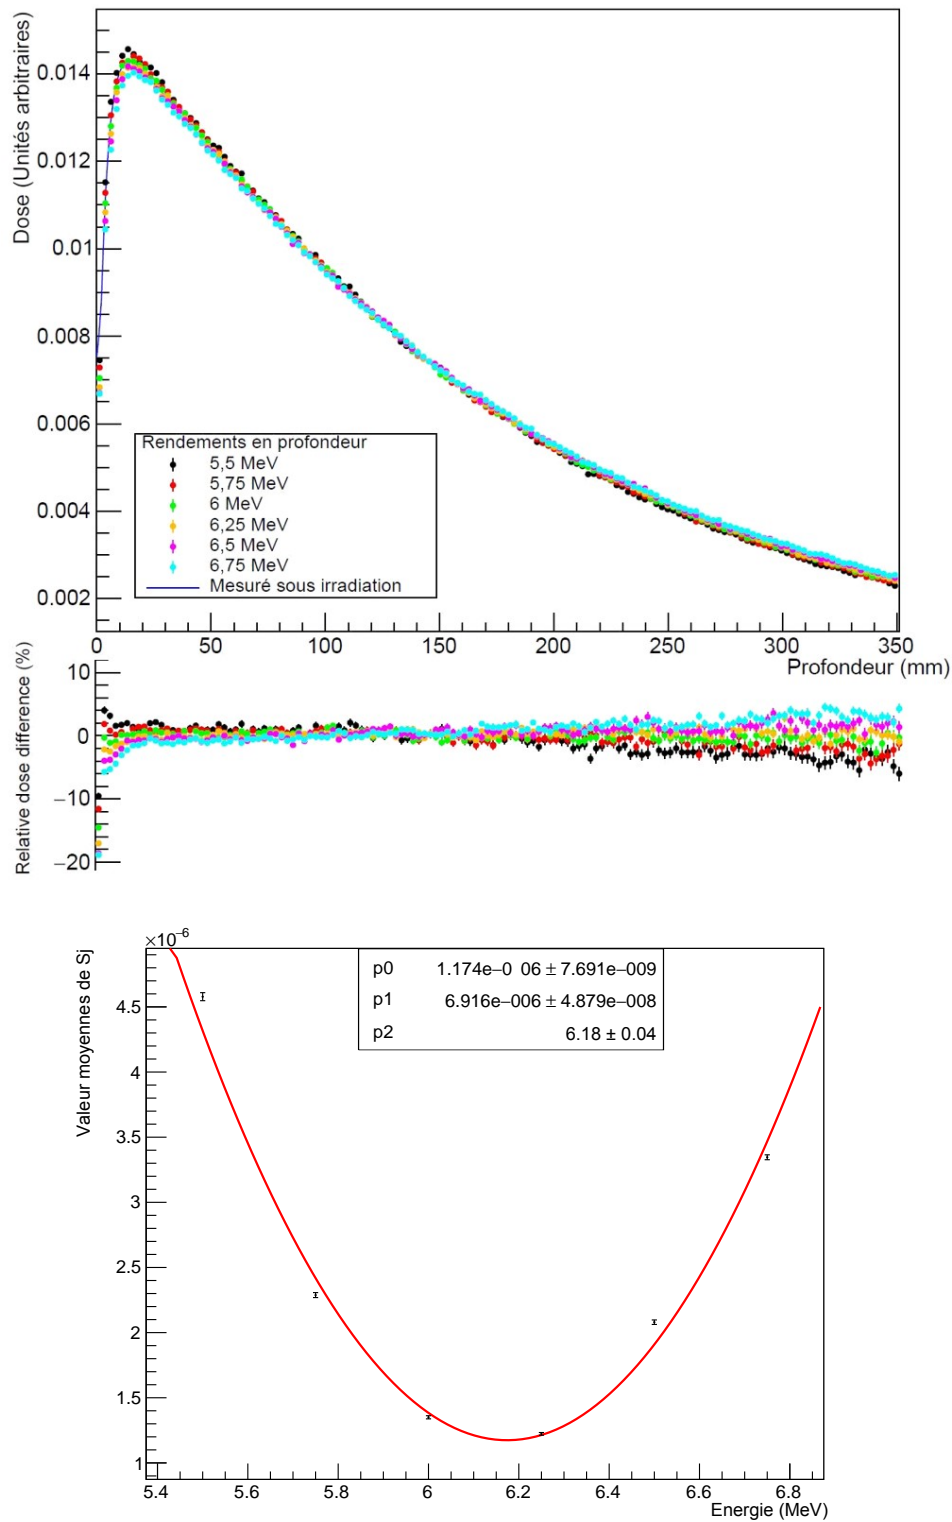 Dose (Unités arbitraires)
0.014
0.012
0.01
0.008
0.006
0.004
0.002
Rendements en profondeur
5,5 MeV
5,75 MeV
6 MeV
6,25 MeV
6,5 MeV
6,75 MeV
Mesuré sous irradiation
0 50 100 150 200 250 300 350
Profondeur (mm)
Relative dose difference (%)
10
0
−10
−20
×10⁻⁶
Valeur moyennes de Sj
p0 1.174e−0 06 ± 7.691e−009
p1 6.916e−006 ± 4.879e−008
p2 6.18 ± 0.04
4.5
4
3.5
3
2.5
2
1.5
1
5.4 5.6 5.8 6 6.2 6.4 6.6 6.8
Energie (MeV)